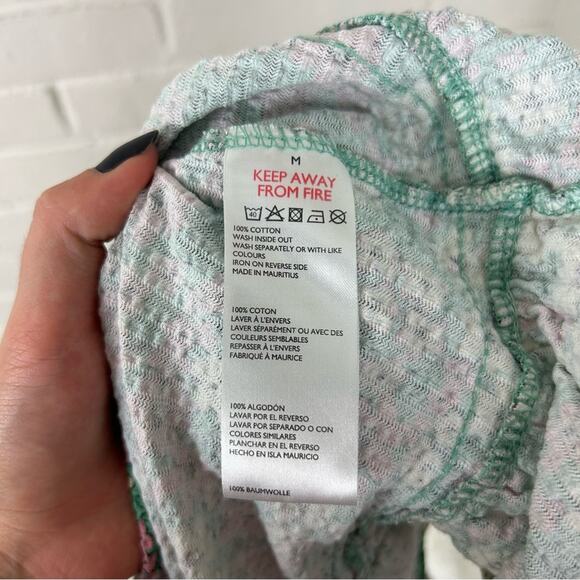 M
KEEP AWAY
FROM FIRE
40
100% COTTON
WASH INSIDE OUT
WASH SEPARATELY OR WITH LIKE
COLOURS
IRON ON REVERSE SIDE
MADE IN MAURITIUS
100% COTON
LAVER À L'ENVERS
LAVER SÉPARÉMENT OU AVEC DES
COULEURS SEMBLABLES
REPASSER À L'ENVERS
FABRIQUÉ À MAURICE
100% ALGODÓN
LAVAR POR EL REVERSO
LAVAR POR SEPARADO O CON
COLORES SIMILARES
PLANCHAR EN EL REVERSO
HECHO EN ISLA MAURICIO
100% BAUMWOLLE